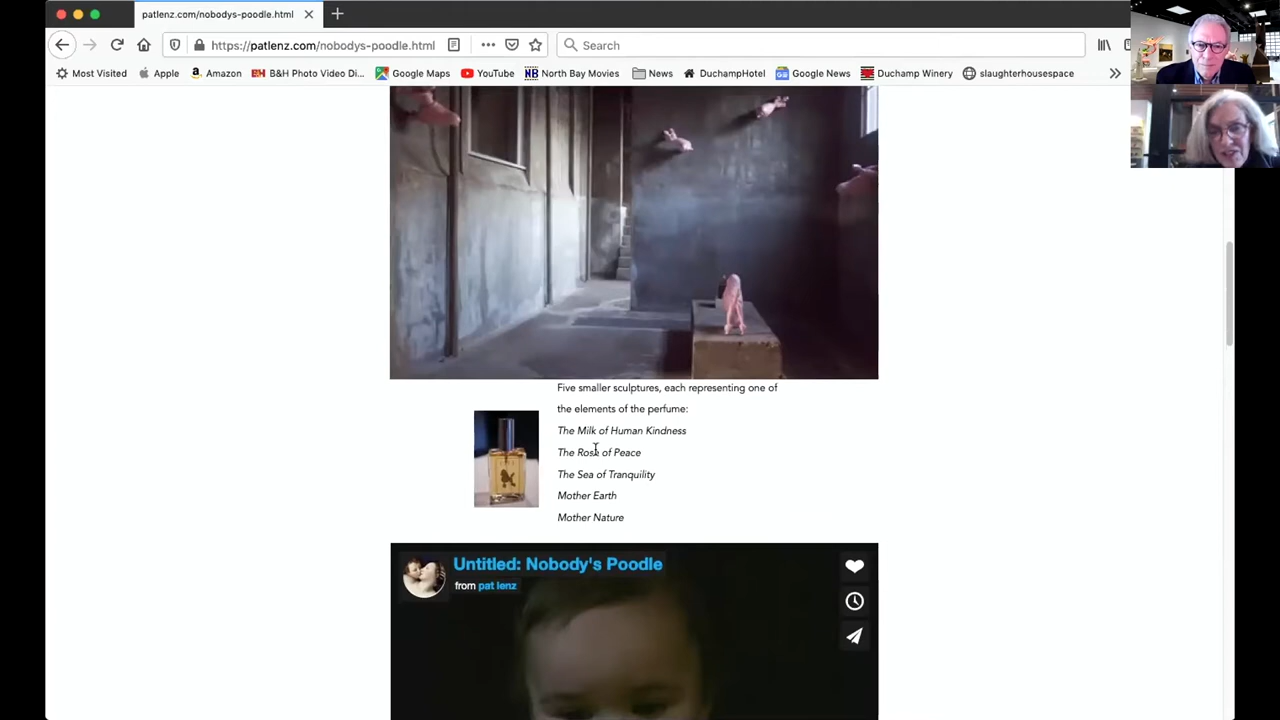 patlenz.com/nobodys-poodle.html
https://patlenz.com/nobodys-poodle.html
Search
Most Visited
Apple
Amazon
B&H Photo Video Di...
Google Maps
YouTube
North Bay Movies
News
DuchampHotel
Google News
Duchamp Winery
slaughterhousespace
Five smaller sculptures, each representing one of
the elements of the perfume:
The Milk of Human Kindness
The Rose of Peace
The Sea of Tranquility
Mother Earth
Mother Nature
Untitled: Nobody's Poodle
from pat lenz